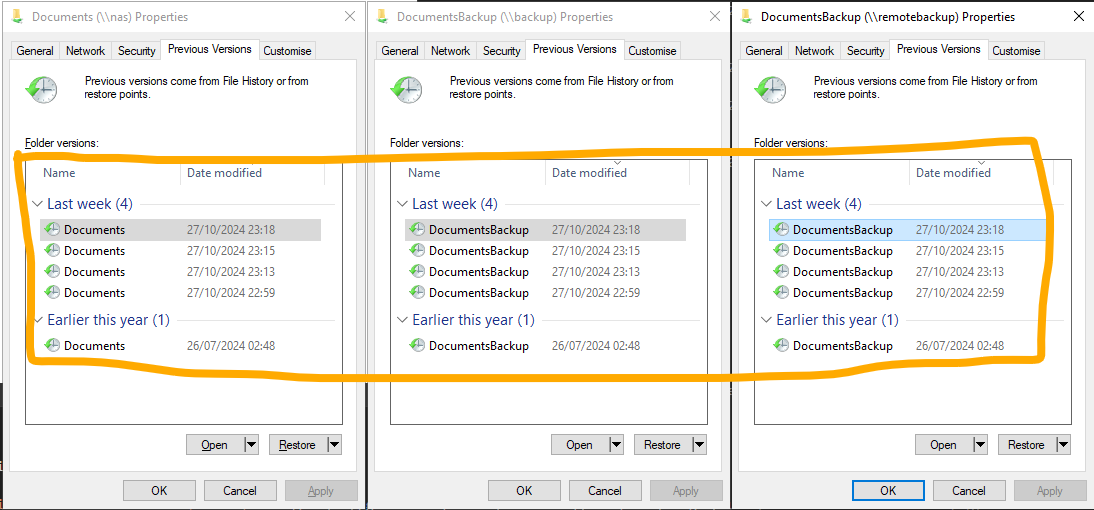 Documents (\\nas) Properties
General Network Security Previous Versions Customise
Previous versions come from File History or from
restore points.
Folder versions:
Name Date modified
Last week (4)
Documents 27/10/2024 23:18
Documents 27/10/2024 23:15
Documents 27/10/2024 23:13
Documents 27/10/2024 22:59
Earlier this year (1)
Documents 26/07/2024 02:48
Open Restore
OK Cancel Apply
DocumentsBackup (\\backup) Properties
General Network Security Previous Versions Customise
Previous versions come from File History or from
restore points.
Folder versions:
Name Date modified
Last week (4)
DocumentsBackup 27/10/2024 23:18
DocumentsBackup 27/10/2024 23:15
DocumentsBackup 27/10/2024 23:13
DocumentsBackup 27/10/2024 22:59
Earlier this year (1)
DocumentsBackup 26/07/2024 02:48
Open Restore
OK Cancel Apply
DocumentsBackup (\\remotebackup) Properties
General Network Security Previous Versions Customise
Previous versions come from File History or from
restore points.
Folder versions:
Name Date modified
Last week (4)
DocumentsBackup 27/10/2024 23:18
DocumentsBackup 27/10/2024 23:15
DocumentsBackup 27/10/2024 23:13
DocumentsBackup 27/10/2024 22:59
Earlier this year (1)
DocumentsBackup 26/07/2024 02:48
Open Restore
OK Cancel Apply